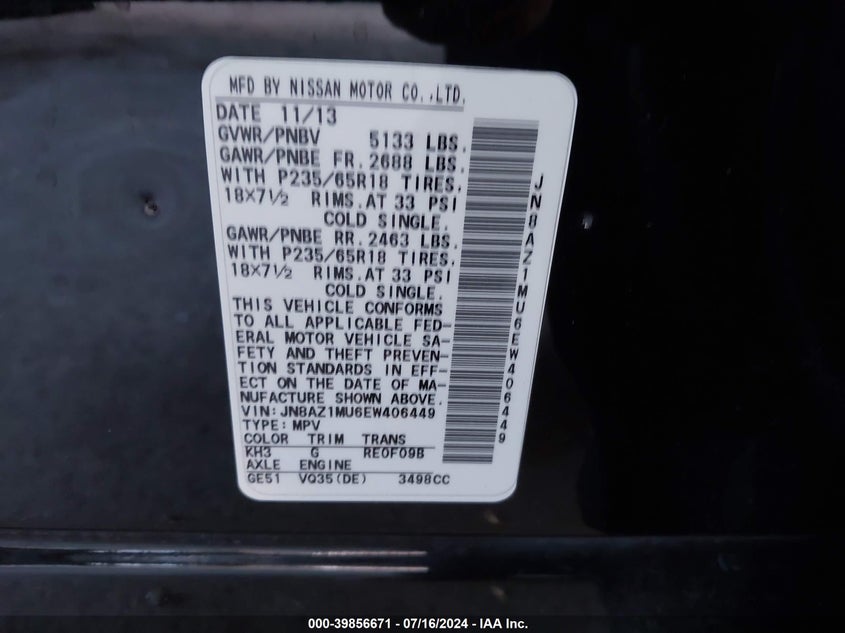 MFD BY NISSAN MOTOR CO.,LTD.
DATE 11/13
GVWR/PNBV 5133 LBS.
GAWR/PNBE FR. 2688 LBS.
WITH P235/65R18 TIRES.
18×7½ RIMS. AT 33 PSI
COLD SINGLE.
GAWR/PNBE RR. 2463 LBS.
WITH P235/65R18 TIRES.
18×7½ RIMS. AT 33 PSI
COLD SINGLE.
THIS VEHICLE CONFORMS
TO ALL APPLICABLE FED-
ERAL MOTOR VEHICLE SA-
FETY AND THEFT PREVEN-
TION STANDARDS IN EFF-
ECT ON THE DATE OF MA-
NUFACTURE SHOWN ABOVE.
VIN: JN8AZ1MU6EW406449
TYPE: MPV
COLOR TRIM TRANS
KH3 G RE0F09B
AXLE ENGINE
GE51 VQ35(DE) 3498CC
JN8AZ1MU6EW406449
000-39856671 - 07/16/2024 - IAA Inc.